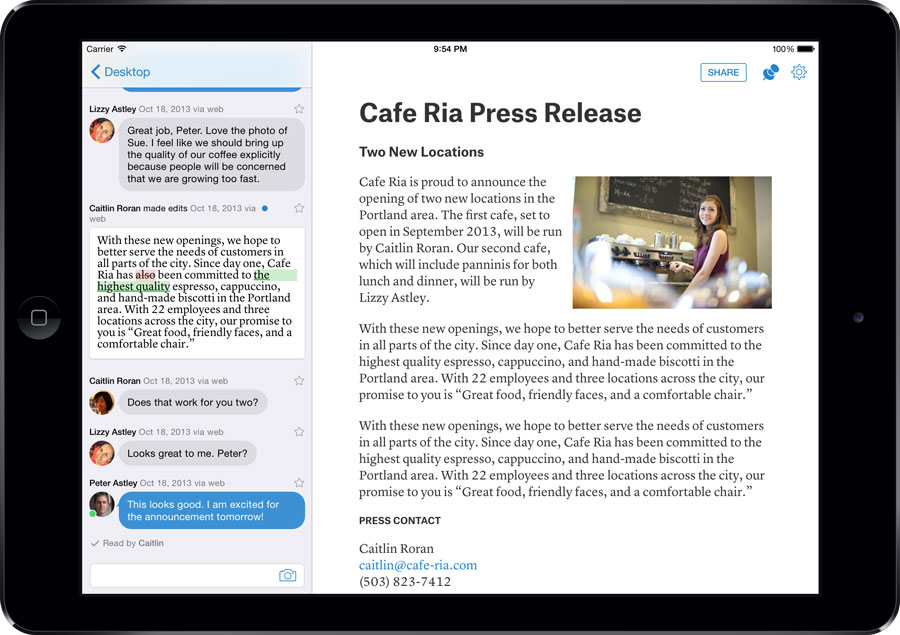 Carrier
9:54 PM
100%
Desktop
Lizzy Astley Oct 18, 2013 via web
Great job, Peter. Love the photo of
Sue. I feel like we should bring up
the quality of our coffee explicitly
because people will be concerned
that we are growing too fast.
Caitlin Roran made edits Oct 18, 2013 via
web
With these new openings, we hope to
better serve the needs of customers in
all parts of the city. Since day one, Cafe
Ria has also been committed to the
highest quality espresso, cappuccino,
and hand-made biscotti in the Portland
area. With 22 employees and three
locations across the city, our promise to
you is “Great food, friendly faces, and a
comfortable chair.”
Caitlin Roran Oct 18, 2013 via web
Does that work for you two?
Lizzy Astley Oct 18, 2013 via web
Looks great to me. Peter?
Peter Astley Oct 18, 2013 via web
This looks good. I am excited for
the announcement tomorrow!
Read by Caitlin
SHARE
Cafe Ria Press Release
Two New Locations
Cafe Ria is proud to announce the
opening of two new locations in the
Portland area. The first cafe, set to
open in September 2013, will be run
by Caitlin Roran. Our second cafe,
which will include panninis for both
lunch and dinner, will be run by
Lizzy Astley.
With these new openings, we hope to better serve the needs of customers
in all parts of the city. Since day one, Cafe Ria has been committed to the
highest quality espresso, cappuccino, and hand-made biscotti in the
Portland area. With 22 employees and three locations across the city, our
promise to you is “Great food, friendly faces, and a comfortable chair.”
With these new openings, we hope to better serve the needs of customers
in all parts of the city. Since day one, Cafe Ria has been committed to the
highest quality espresso, cappuccino, and hand-made biscotti in the
Portland area. With 22 employees and three locations across the city, our
promise to you is “Great food, friendly faces, and a comfortable chair.”
PRESS CONTACT
Caitlin Roran
caitlin@cafe-ria.com
(503) 823-7412